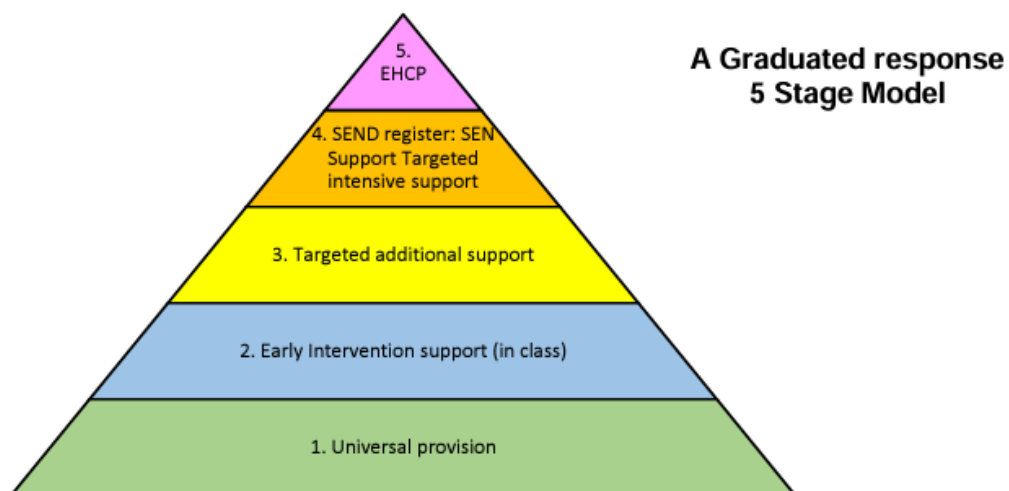 A Graduated response
5 Stage Model
5.
EHCP
4. SEND register: SEN
Support Targeted
intensive support
3. Targeted additional support
2. Early Intervention support (in class)
1. Universal provision